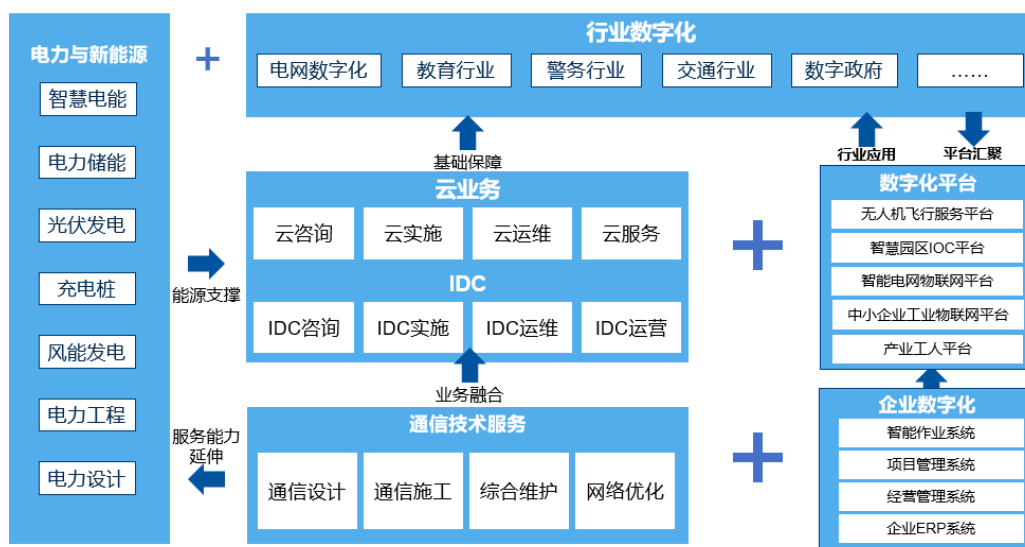 电力与新能源
智慧电能
电力储能
光伏发电
充电桩
风能发电
电力工程
电力设计
+
行业数字化
电网数字化
教育行业
警务行业
交通行业
数字政府
……
基础保障
行业应用
平台汇聚
能源支撑
云业务
云咨询
云实施
云运维
云服务
IDC
IDC咨询
IDC实施
IDC运维
IDC运营
+
数字化平台
无人机飞行服务平台
智慧园区IOC平台
智能电网物联网平台
中小企业工业物联网平台
产业工人平台
业务融合
服务能力
延伸
通信技术服务
通信设计
通信施工
综合维护
网络优化
+
企业数字化
智能作业系统
项目管理系统
经营管理系统
企业ERP系统